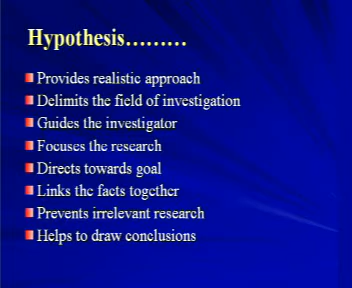 Hypothesis.........
Provides realistic approach
Delimits the field of investigation
Guides the investigator
Focuses the research
Directs towards goal
Links the facts together
Prevents irrelevant research
Helps to draw conclusions